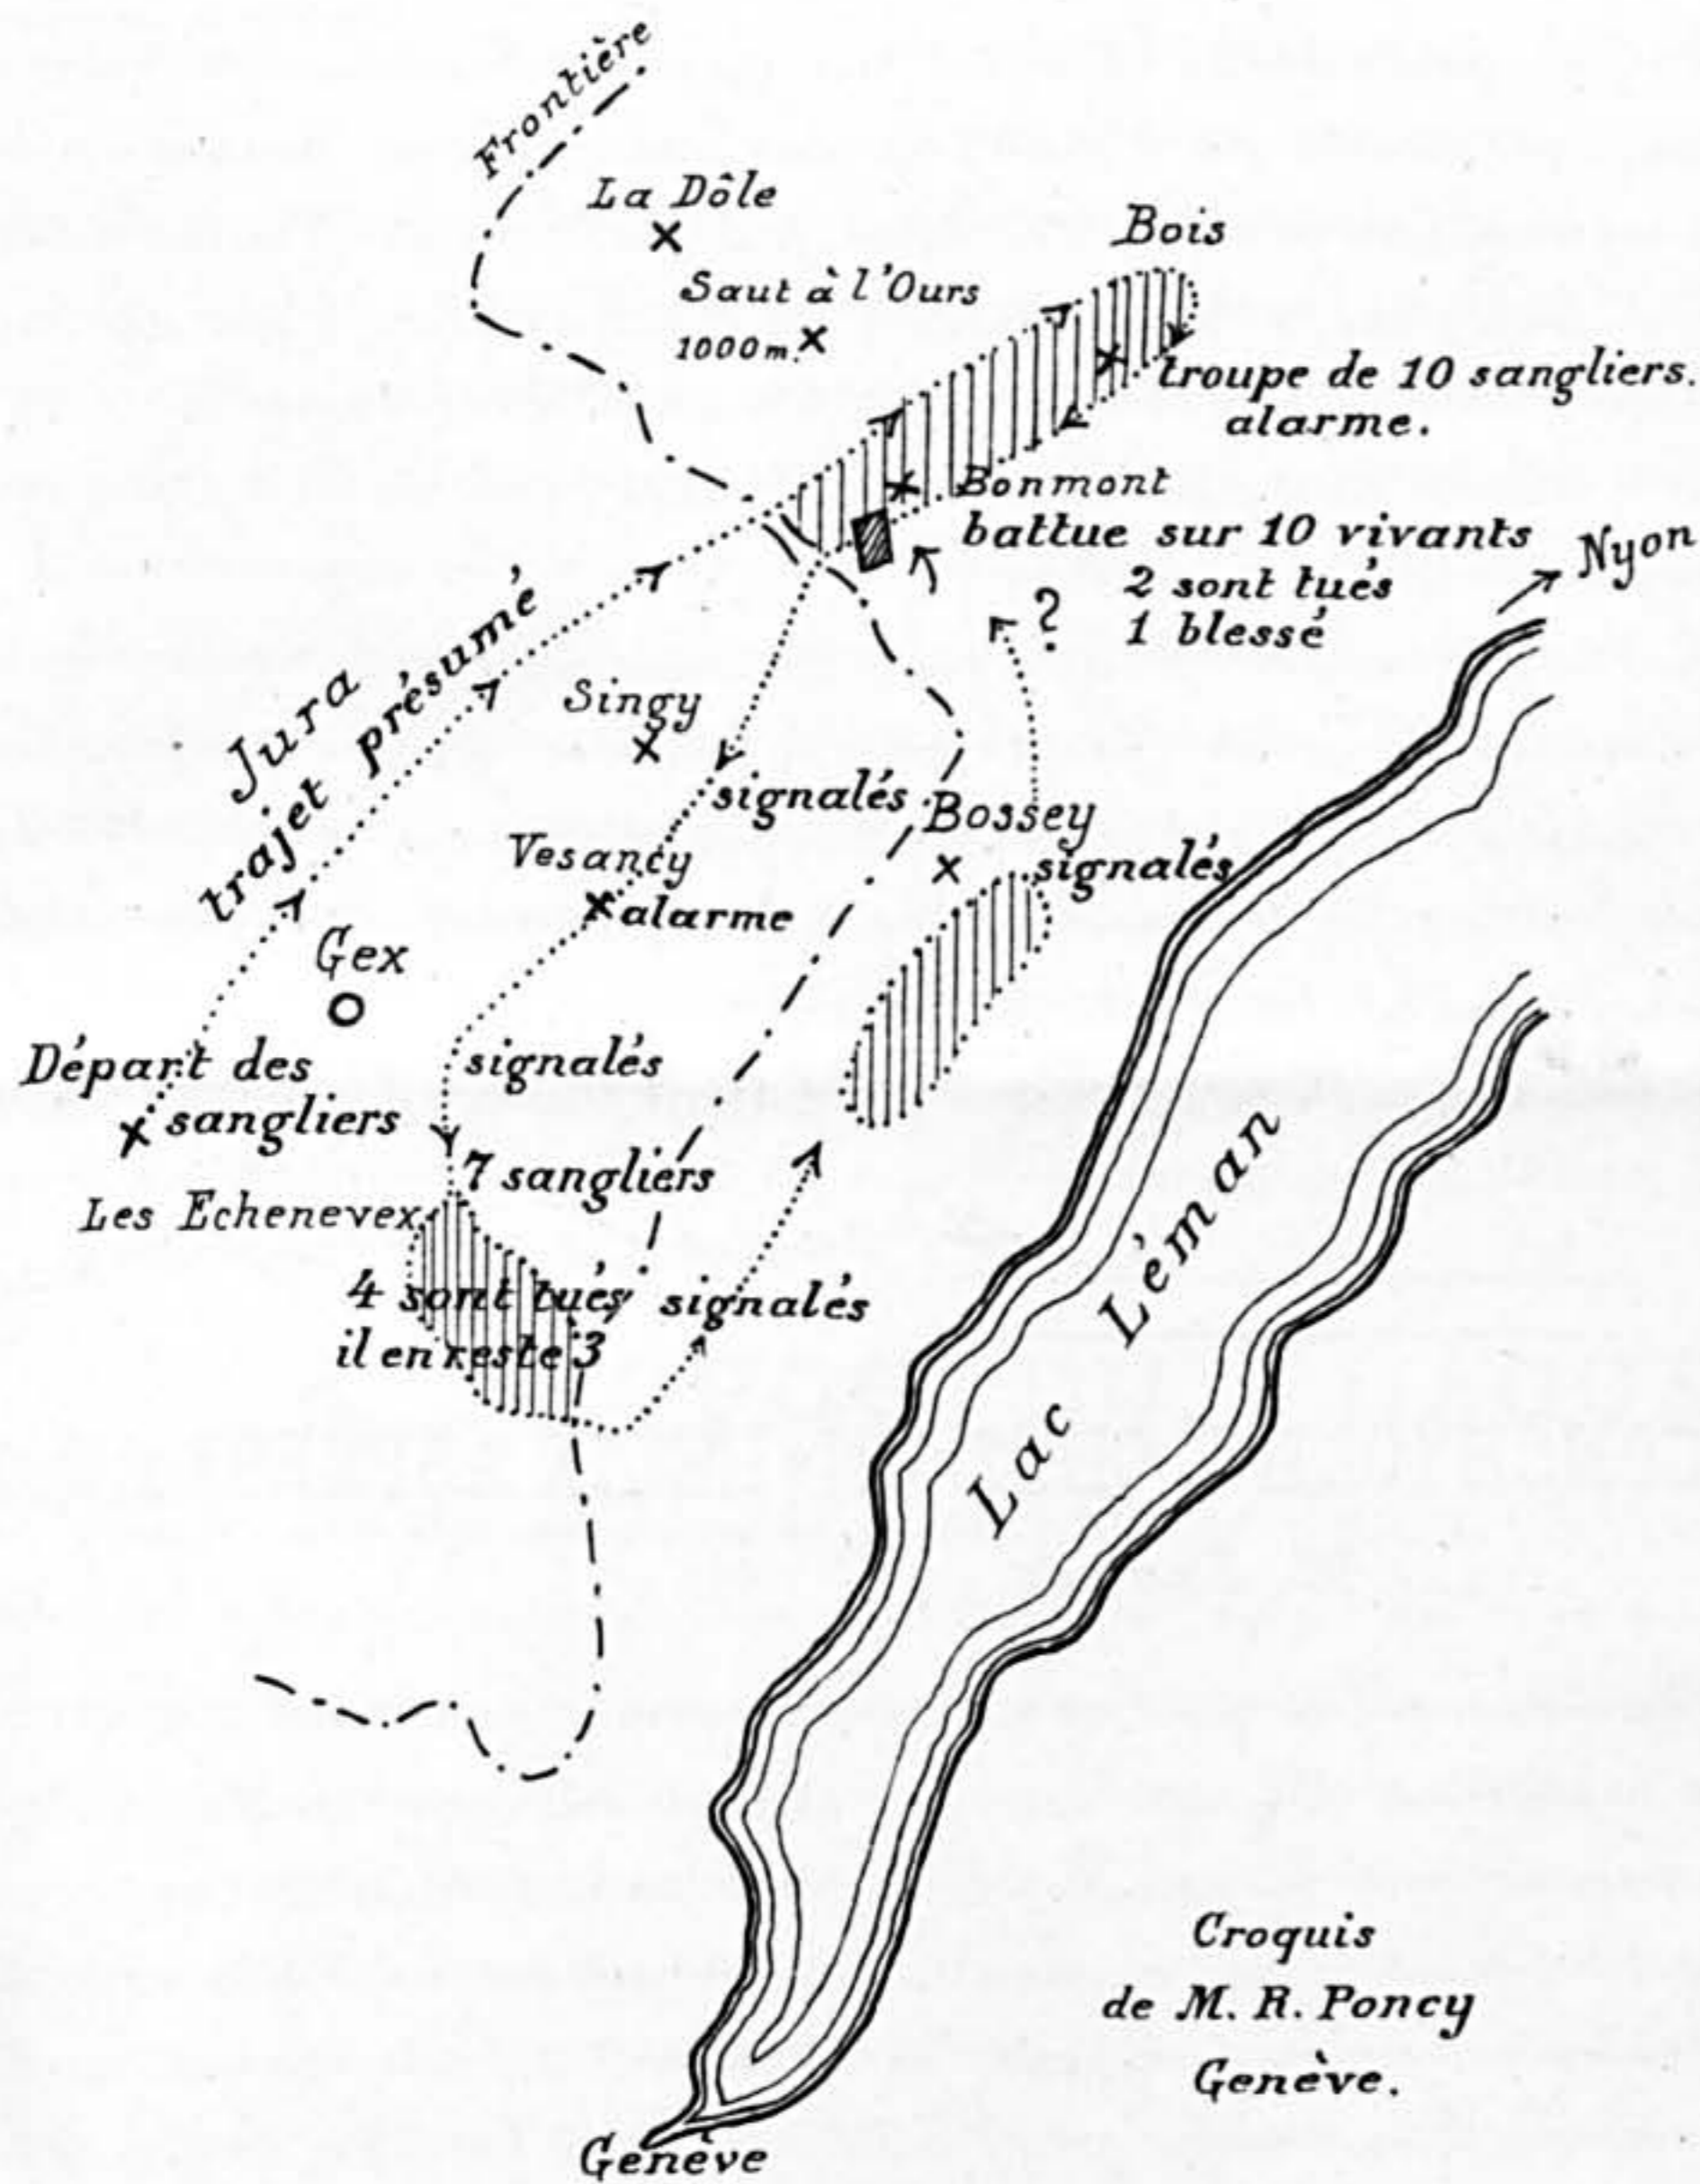 Frontière
La Dôle
Bois
Saut à l'Ours
1000 m.
troupe de 10 sangliers.
alarme.
Bonmont
battue sur 10 vivants
2 sont tués
1 blessé
Nyon
?
Jura
trajet présumé
Singy
signalés
Bossey
signalés
Vesancy
alarme
Gex
Départ des
sangliers
signalés
7 sangliers
Les Echenevex
4 sont tués
il en reste 3
signalés
Lac Léman
Croquis
de M. R. Poncy
Genève.
Genève